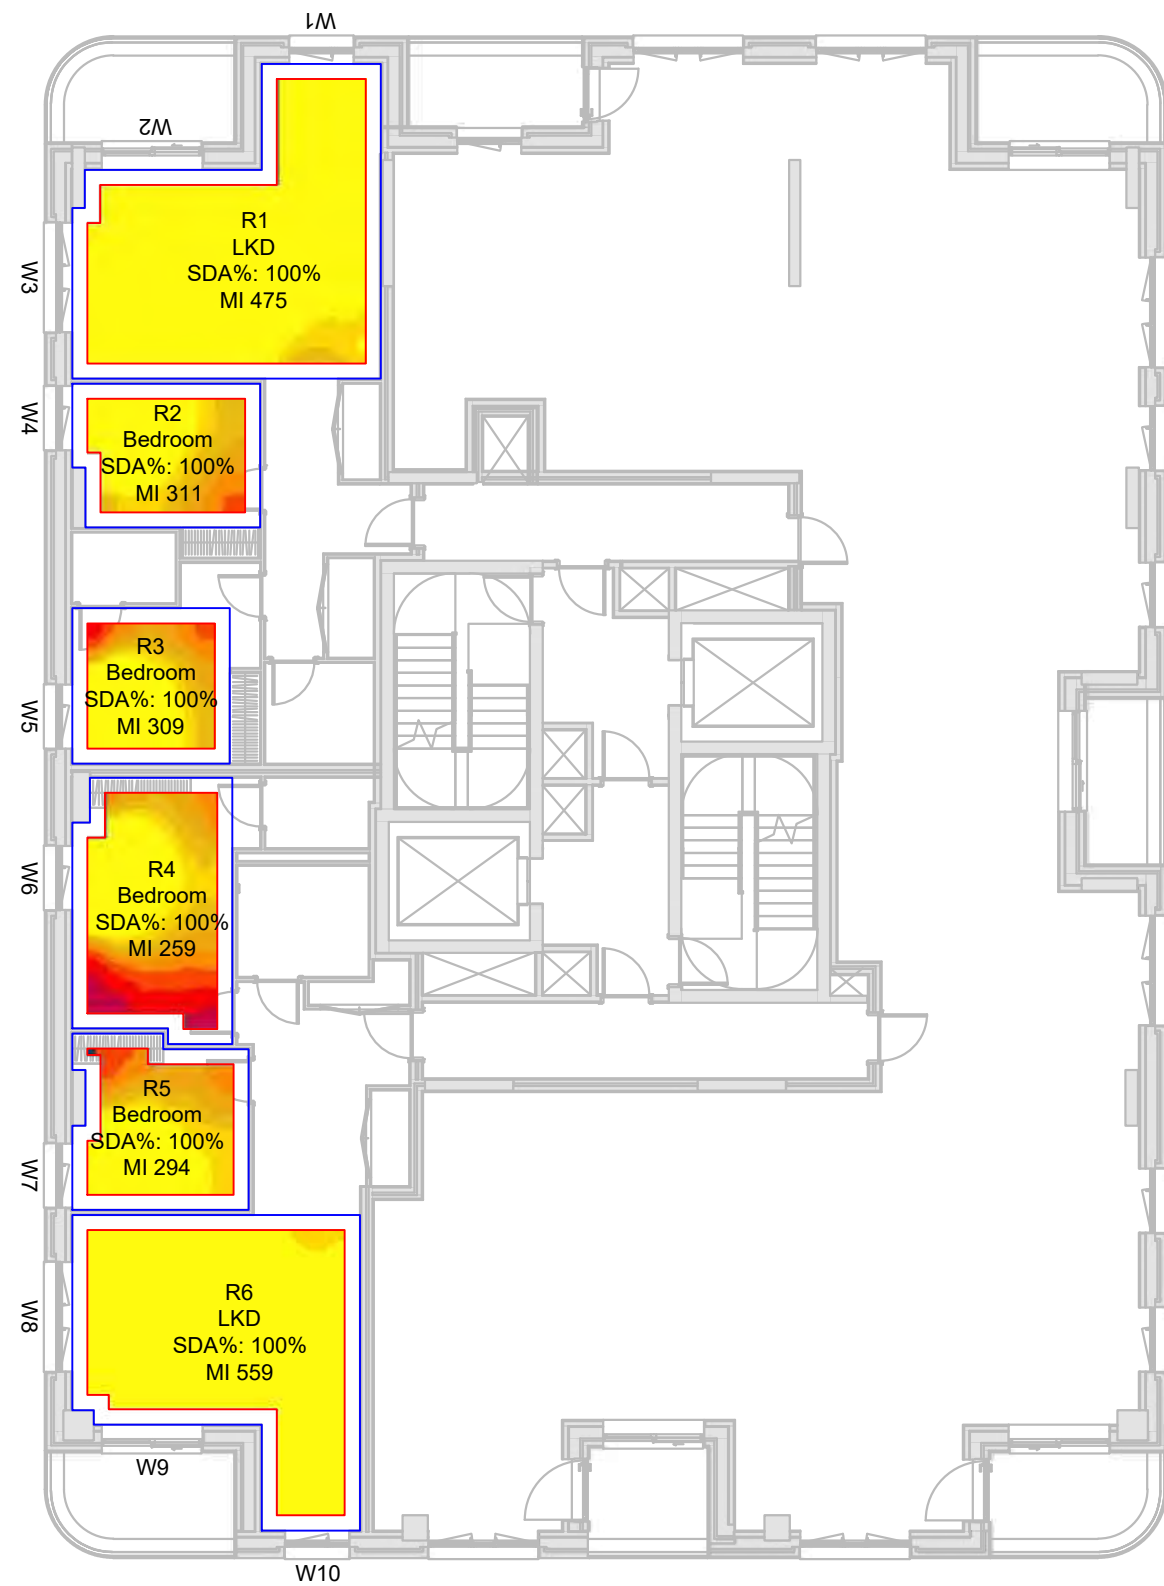 W1
W2
R1
LKD
SDA%: 100%
MI 475
W3
R2
Bedroom
SDA%: 100%
MI 311
W4
R3
Bedroom
SDA%: 100%
MI 309
W5
R4
Bedroom
SDA%: 100%
MI 259
W6
R5
Bedroom
SDA%: 100%
MI 294
W7
R6
LKD
SDA%: 100%
MI 559
W8
W9
W10